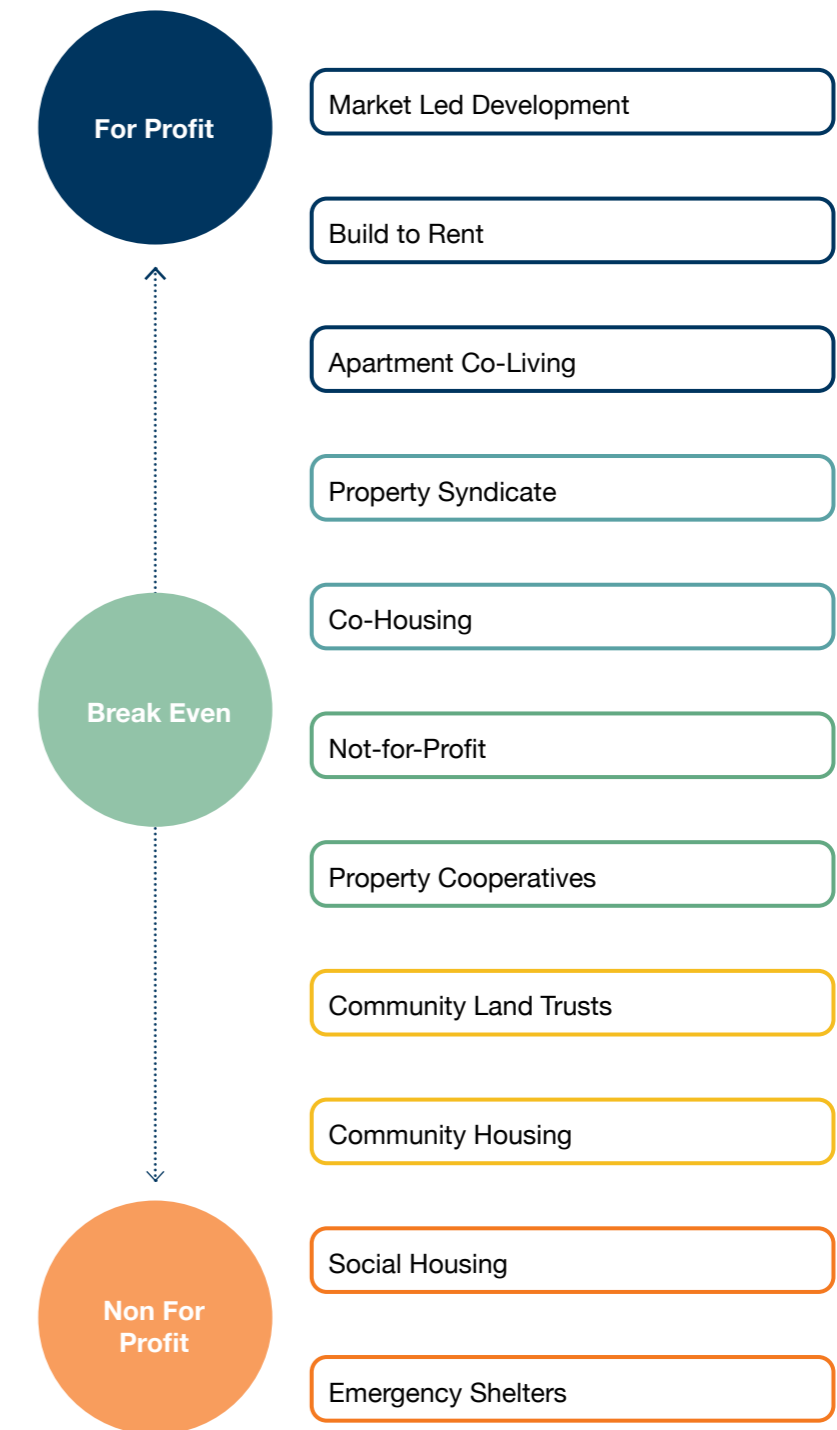 For Profit
Market Led Development
Build to Rent
Apartment Co-Living
Property Syndicate
Co-Housing
Break Even
Not-for-Profit
Property Cooperatives
Community Land Trusts
Community Housing
Social Housing
Non For
Profit
Emergency Shelters